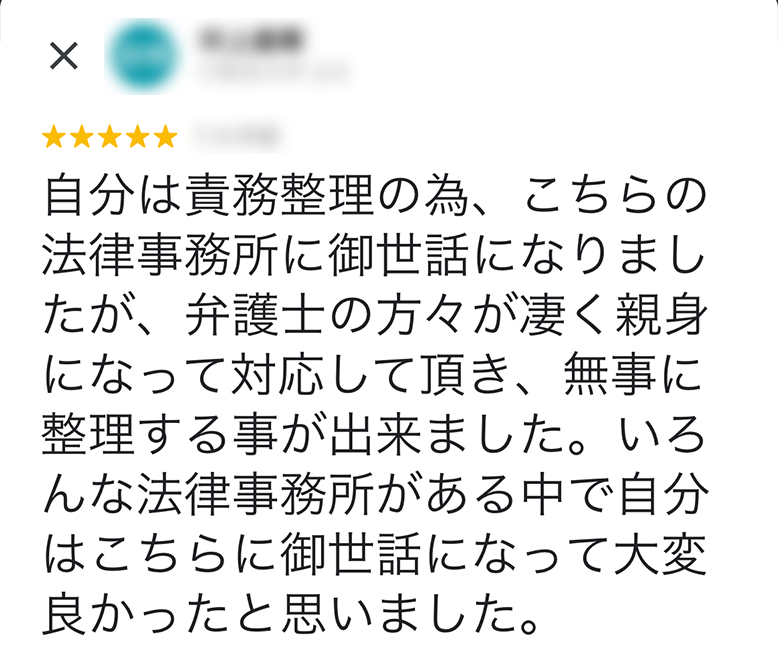 自分は責務整理の為、こちらの
法律事務所に御世話になりまし
たが、弁護士の方々が凄く親身
になって対応して頂き、無事に
整理する事が出来ました。いろ
んな法律事務所がある中で自分
はこちらに御世話になって大変
良かったと思いました。